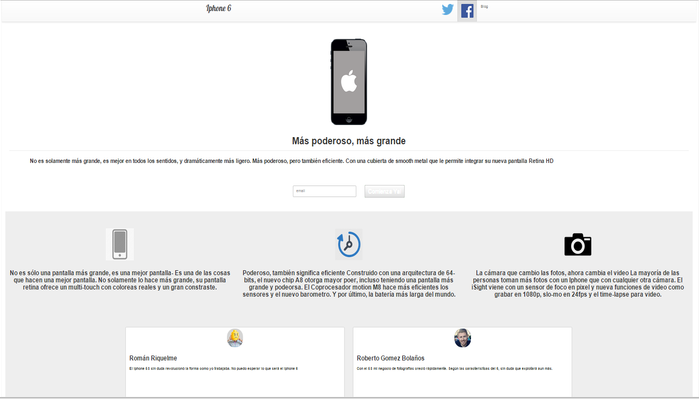 Iphone 6
Blog
Más poderoso, más grande
No es solamente más grande, es mejor en todos los sentidos, y dramáticamente más ligero. Más poderoso, pero también eficiente. Con una cubierta de smooth metal que le permite integrar su nueva pantalla Retina HD
email
No es sólo una pantalla más grande, es una mejor pantalla- Es una de las cosas
que hacen una mejor pantalla. No solamente lo hace más grande, su pantalla
retina ofrece un multi-touch con coloreas reales y un gran constraste.
Poderoso, también significa eficiente Construido con una arquitectura de 64-
bits, el nuevo chip A8 otorga mayor poer, incluso teniendo una pantalla más
grande y podeorsa. El Coprocesador motion M8 hace más eficientes los
sensores y el nuevo barometro. Y por último, la batería más larga del mundo.
La cámara que cambio las fotos, ahora cambia el vídeo La mayoría de las
personas toman más fotos con un Iphone que con cualquier otra cámara. El
iSight viene con un sensor de foco en pixel y nueva funciones de video como
grabar en 1080p, slo-mo en 24fps y el time-lapse para video.
Román Riquelme
El iphone 4S sin duda revolucionó la forma como yo trabajaba. No puedo esperar lo que será el Iphone 6
Roberto Gomez Bolaños
Con el 5S mi negocio de fotografías creció rápidamente. Según las características del 6, sin duda que explotará aún más.